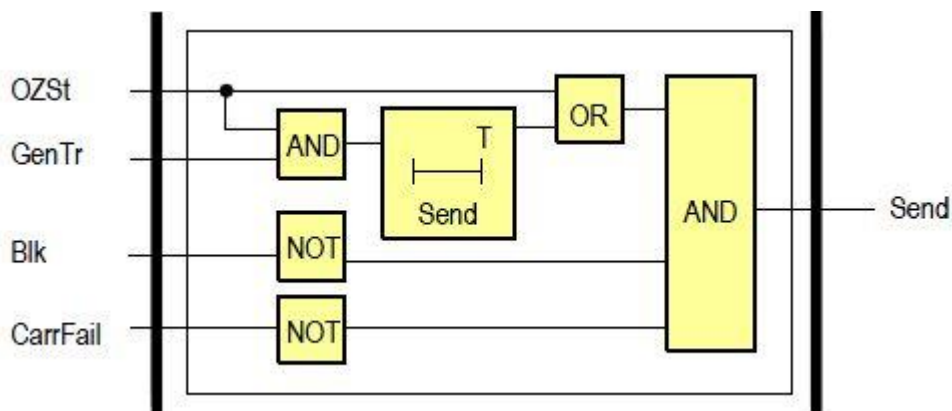 OZSt
GenTr
Blk
CarrFail
AND
NOT
NOT
T
Send
OR
AND
Send